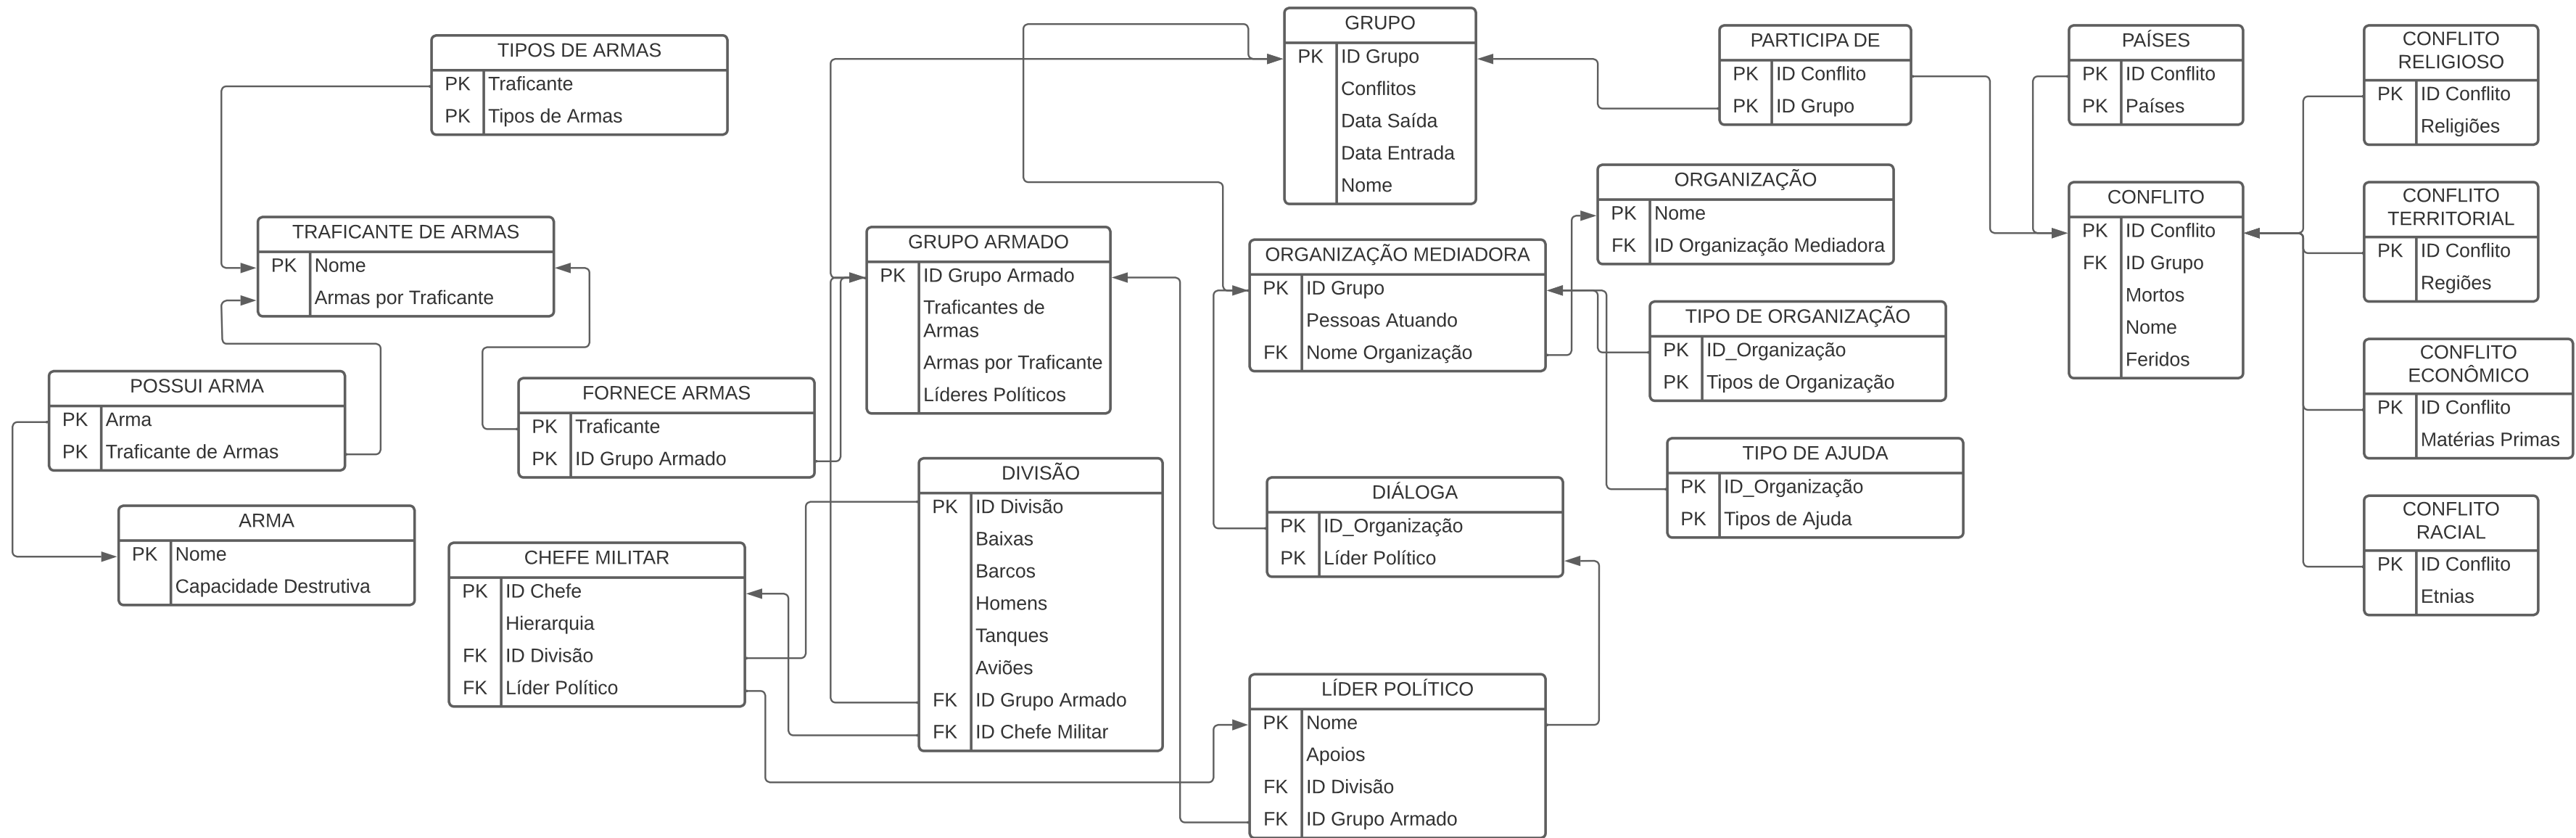 TIPOS DE ARMAS
PK Traficante
PK Tipos de Armas
TRAFICANTE DE ARMAS
PK Nome
Armas por Traficante
POSSUI ARMA
PK Arma
PK Traficante de Armas
ARMA
PK Nome
Capacidade Destrutiva
FORNECE ARMAS
PK Traficante
PK ID Grupo Armado
CHEFE MILITAR
PK ID Chefe
Hierarquia
FK ID Divisão
FK Líder Político
GRUPO ARMADO
PK ID Grupo Armado
Traficantes de
Armas
Armas por Traficante
Líderes Políticos
DIVISÃO
PK ID Divisão
Baixas
Barcos
Homens
Tanques
Aviões
FK ID Grupo Armado
FK ID Chefe Militar
GRUPO
PK ID Grupo
Conflitos
Data Saída
Data Entrada
Nome
ORGANIZAÇÃO MEDIADORA
PK ID Grupo
Pessoas Atuando
FK Nome Organização
DIÁLOGA
PK ID_Organização
PK Líder Político
LÍDER POLÍTICO
PK Nome
Apoios
FK ID Divisão
FK ID Grupo Armado
PARTICIPA DE
PK ID Conflito
PK ID Grupo
ORGANIZAÇÃO
PK Nome
FK ID Organização Mediadora
TIPO DE ORGANIZAÇÃO
PK ID_Organização
PK Tipos de Organização
TIPO DE AJUDA
PK ID_Organização
PK Tipos de Ajuda
PAÍSES
PK ID Conflito
PK Países
CONFLITO
PK ID Conflito
FK ID Grupo
Mortos
Nome
Feridos
CONFLITO
RELIGIOSO
PK ID Conflito
Religiões
CONFLITO
TERRITORIAL
PK ID Conflito
Regiões
CONFLITO
ECONÔMICO
PK ID Conflito
Matérias Primas
CONFLITO
RACIAL
PK ID Conflito
Etnias